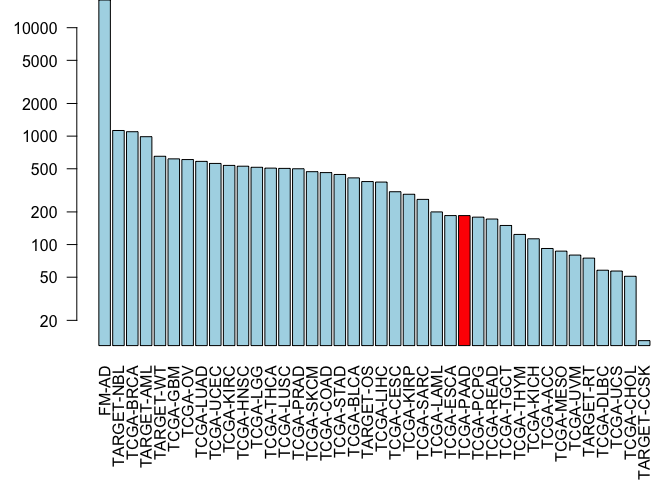 10000
5000
2000
1000
500
200
100
50
20
FM-AD
TARGET-NBL
TCGA-BRCA
TARGET-AML
TARGET-WT
TCGA-GBM
TCGA-OV
TCGA-LUAD
TCGA-UCEC
TCGA-KIRC
TCGA-HNSC
TCGA-LGG
TCGA-THCA
TCGA-LUSC
TCGA-PRAD
TCGA-SKCM
TCGA-COAD
TCGA-STAD
TCGA-BLCA
TARGET-OS
TCGA-LIHC
TCGA-CESC
TCGA-KIRP
TCGA-SARC
TCGA-LAML
TCGA-ESCA
TCGA-PAAD
TCGA-PCPG
TCGA-READ
TCGA-TGCT
TCGA-THYM
TCGA-KICH
TCGA-ACC
TCGA-MESO
TCGA-UVM
TARGET-RT
TCGA-DLBC
TCGA-UCS
TCGA-CHOL
TARGET-CCSK